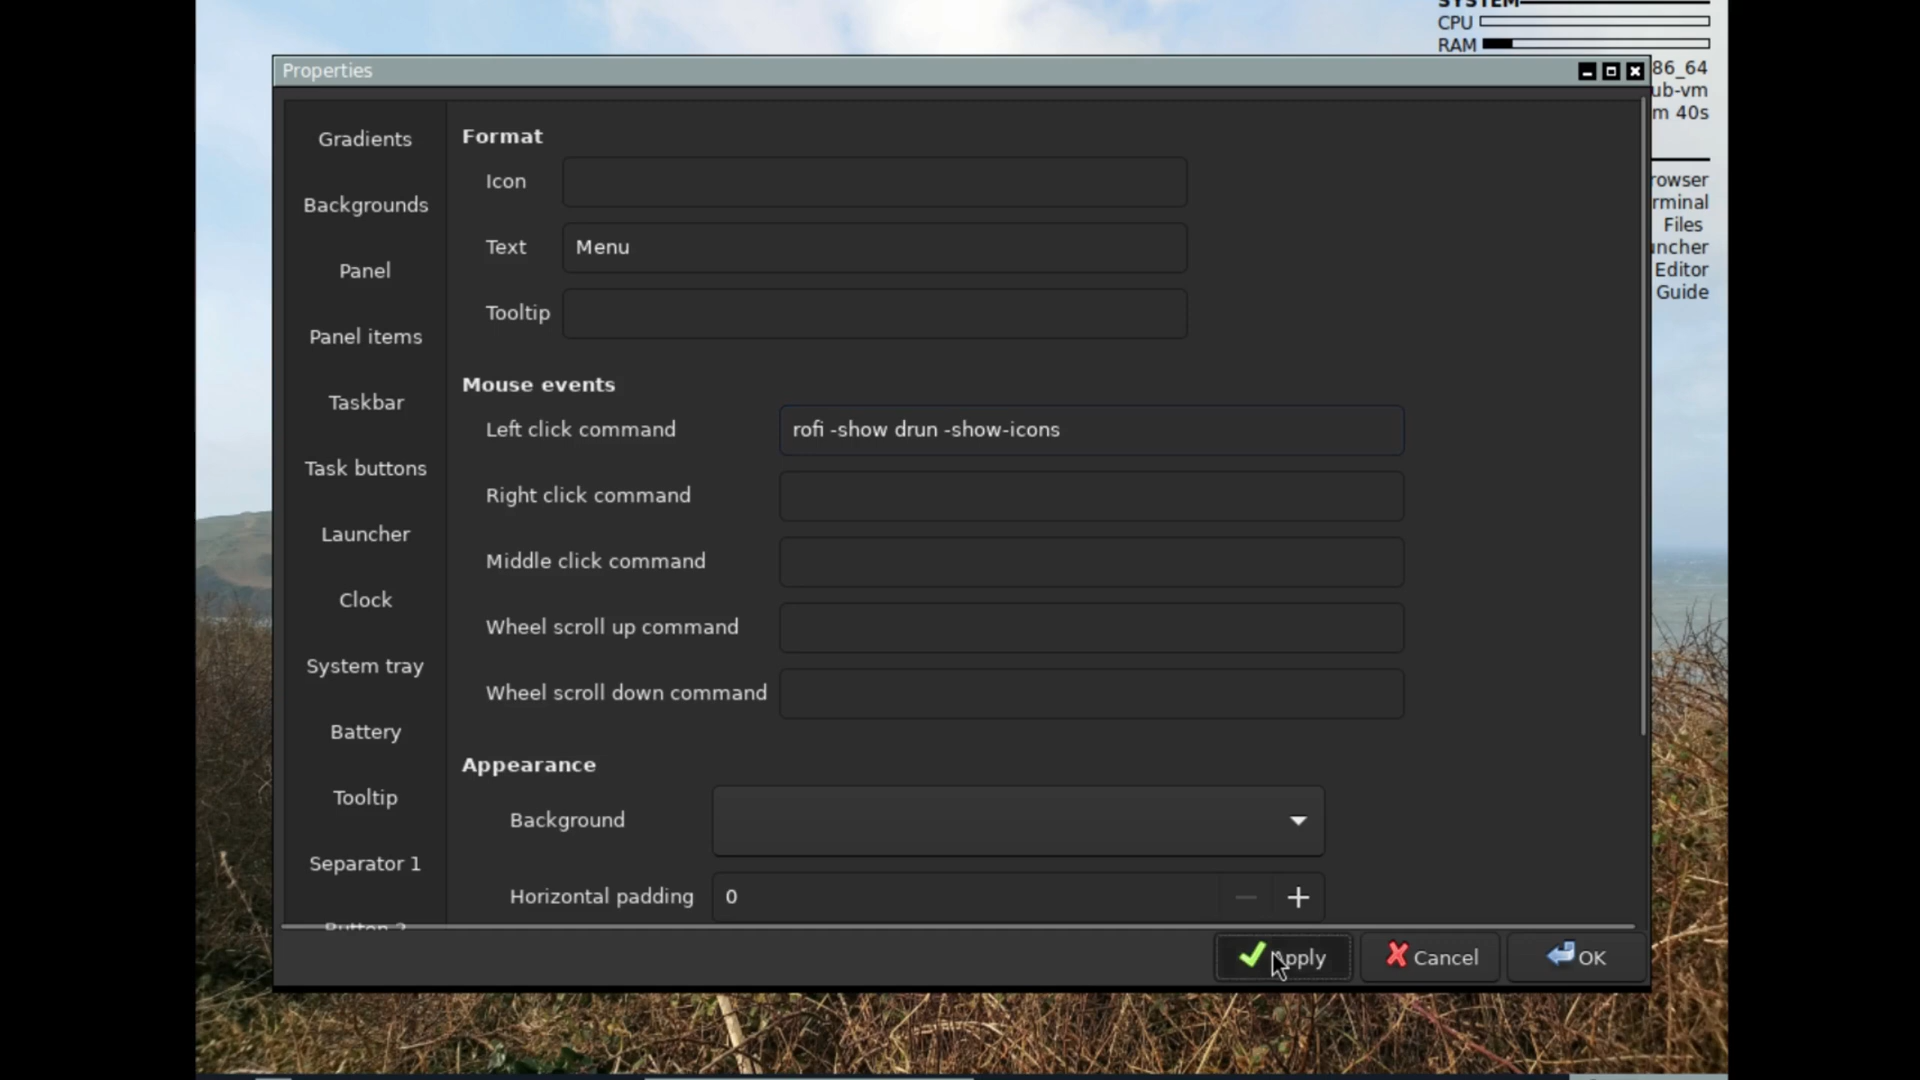 SYSTEM
CPU
RAM
Properties
86_64
ub-vm
m 40s
Gradients
Backgrounds
Panel
Panel items
Taskbar
Task buttons
Launcher
Clock
System tray
Battery
Tooltip
Separator 1
Button 2
Format
Icon
Text Menu
Tooltip
Mouse events
Left click command rofi -show drun -show-icons
Right click command
Middle click command
Wheel scroll up command
Wheel scroll down command
Appearance
Background
Horizontal padding 0
rowser
rminal
Files
uncher
Editor
Guide
Apply Cancel OK